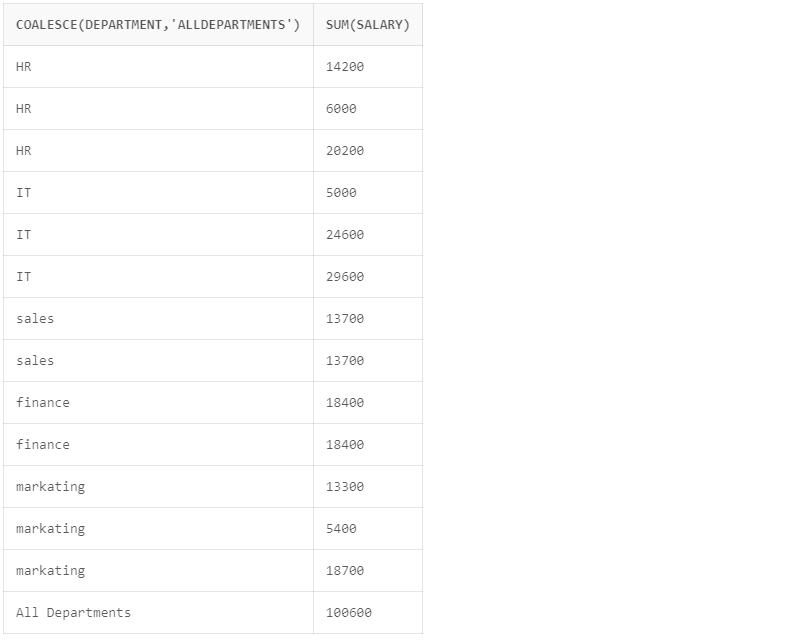 COALESCE(DEPARTMENT,'ALLDEPARTMENTS') SUM(SALARY)
HR 14200
HR 6000
HR 20200
IT 5000
IT 24600
IT 29600
sales 13700
sales 13700
finance 18400
finance 18400
markating 13300
markating 5400
markating 18700
All Departments 100600